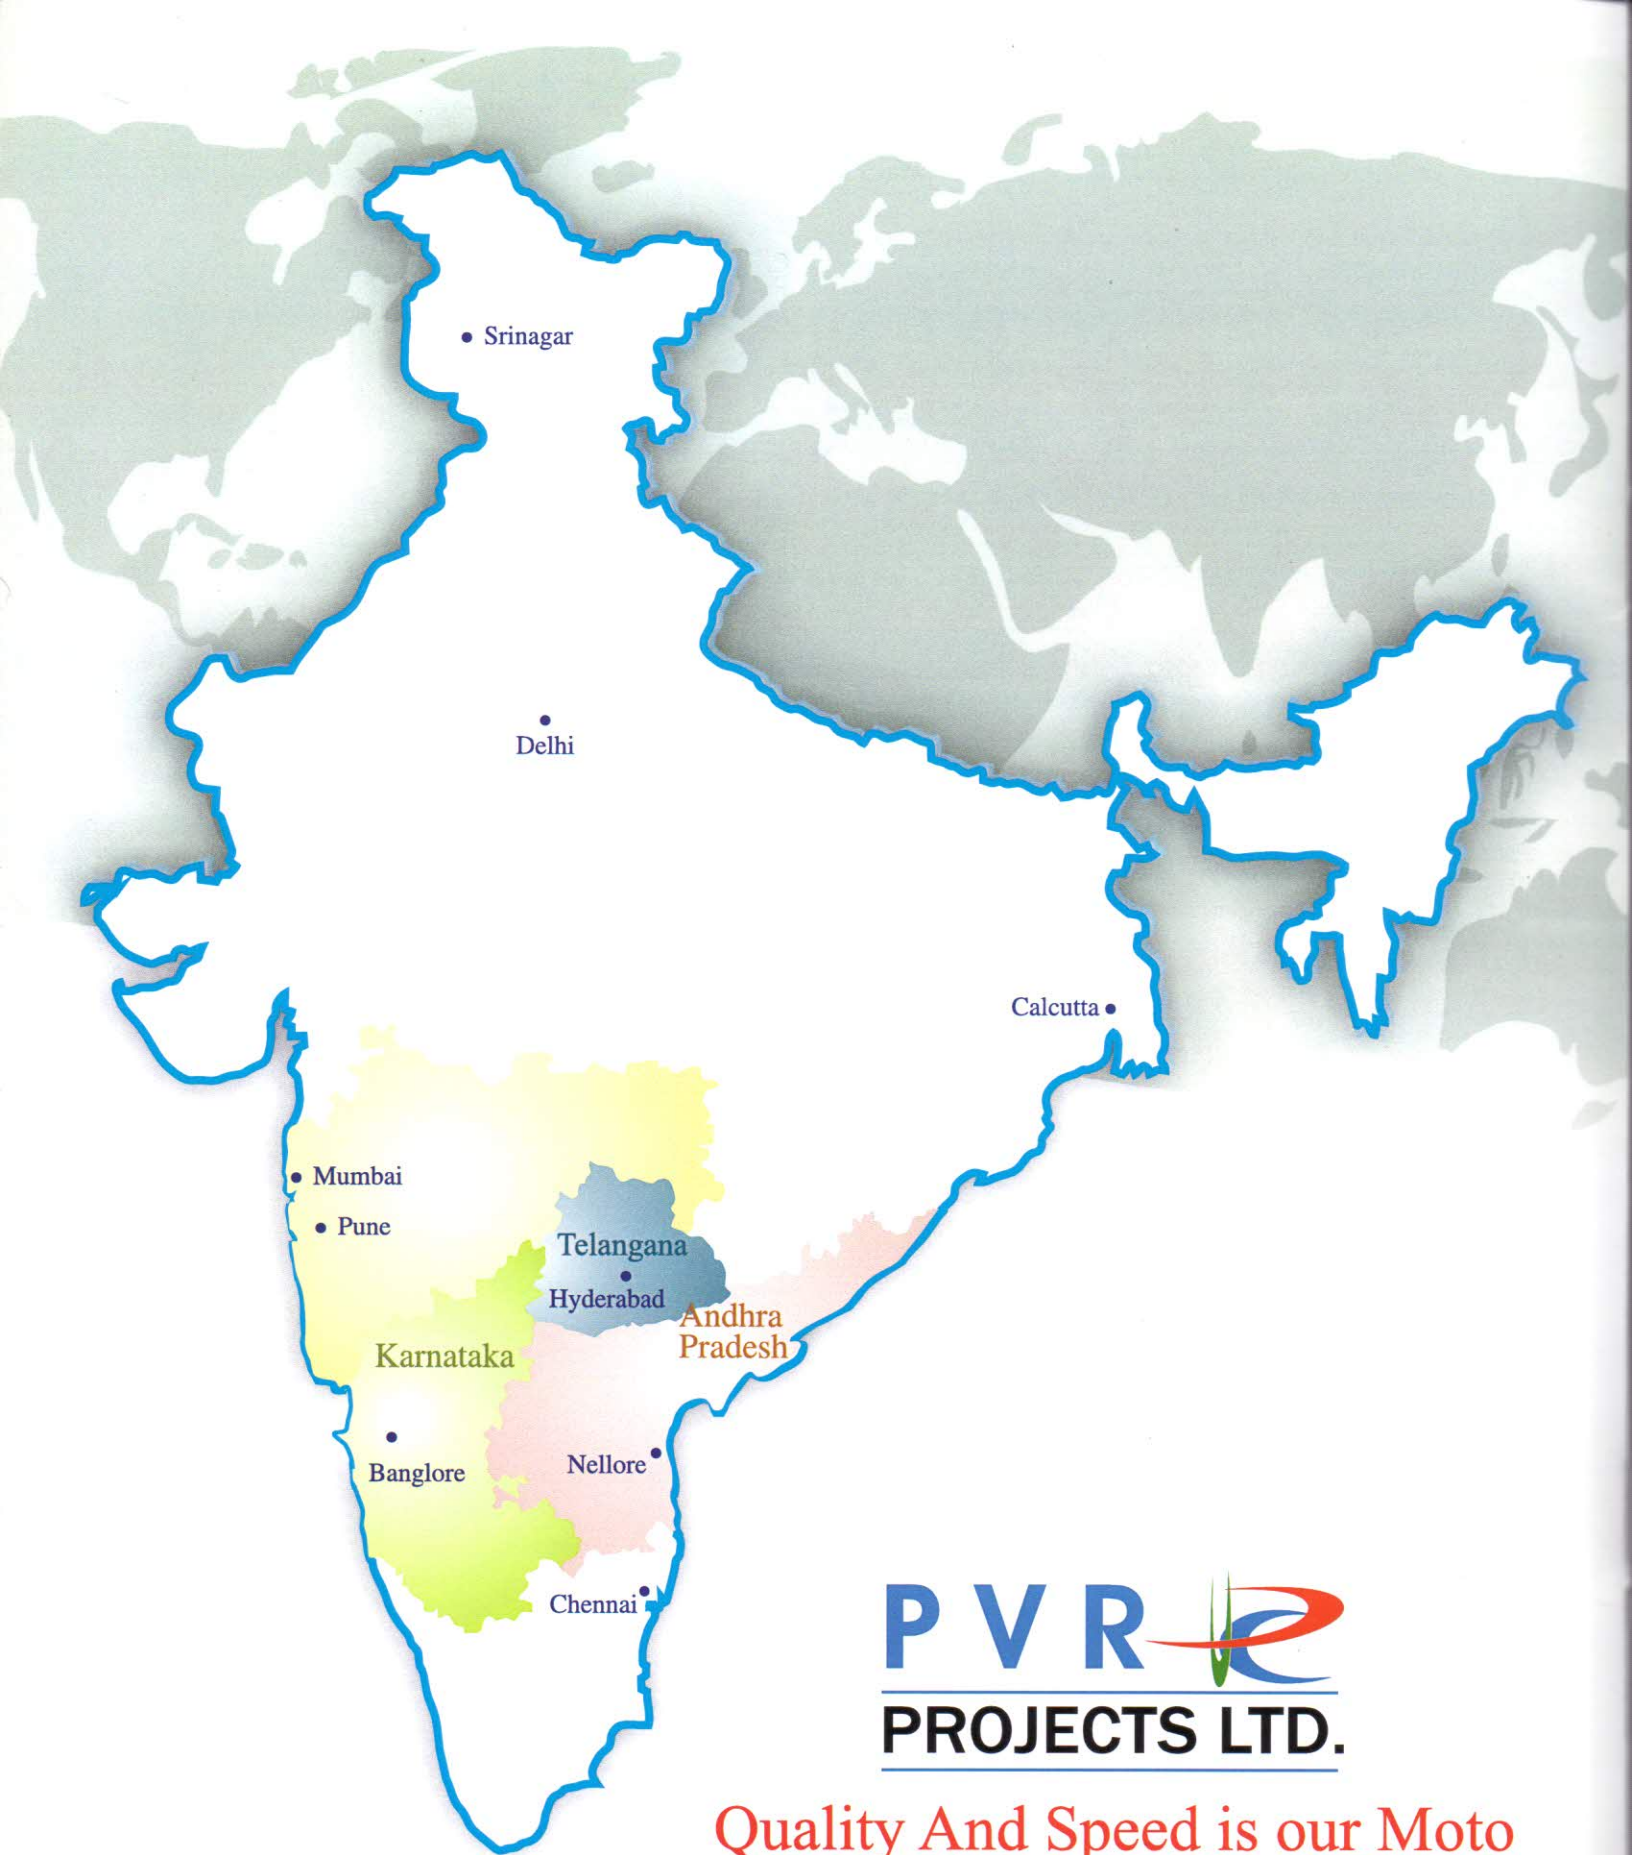 Srinagar
Delhi
Calcutta
Mumbai
Pune
Telangana
Hyderabad
Andhra
Pradesh
Karnataka
Banglore
Nellore
Chennai
PVR
PROJECTS LTD.
Quality And Speed is our Moto